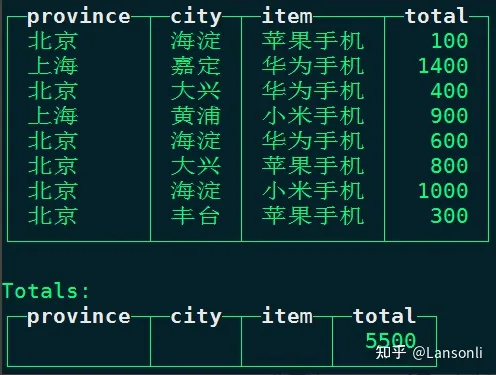 province city item total
北京 海淀 苹果手机 100
上海 嘉定 华为手机 1400
北京 大兴 华为手机 400
上海 黄浦 小米手机 900
北京 海淀 华为手机 600
北京 大兴 苹果手机 800
北京 海淀 小米手机 1000
北京 丰台 苹果手机 300
Totals:
province city item total
5500
知乎 @Lansonli